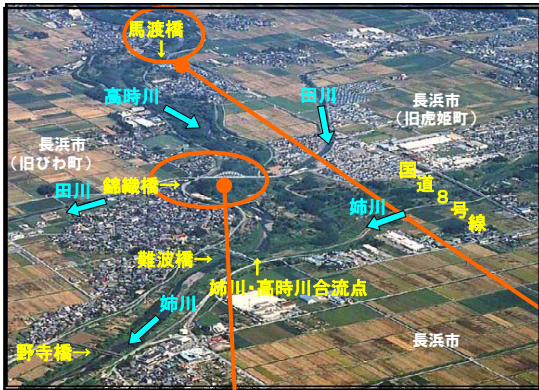 馬渡橋
↓
高時川
田川
長浜市
(旧虎姫町)
長浜市
(旧びわ町)
田川
錦織橋→
国道8号線
姉川
難波橋→
↑
姉川・高時川合流点
姉川
野寺橋→
長浜市